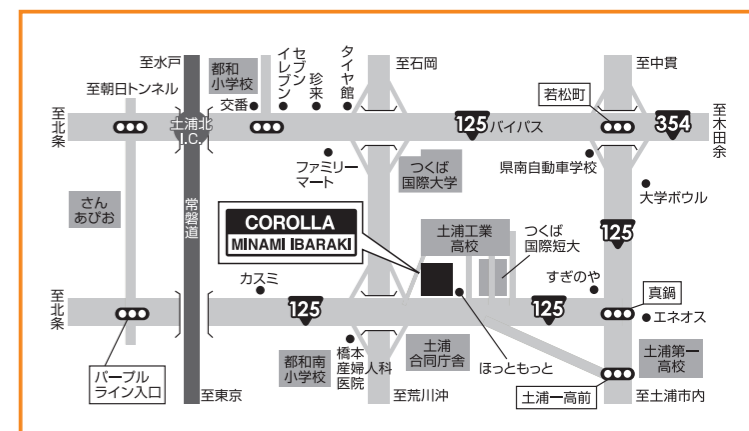 至水戸
至朝日トンネル
至北条
都和
小学校
交番
セブン
イレブン
珍来
タイヤ館
至石岡
至中貫
若松町
至木田余
土浦北
I.C.
125
バイパス
354
ファミリー
マート
つくば
国際大学
県南自動車学校
大学ボウル
さん
あぴお
常磐道
COROLLA
MINAMI IBARAKI
土浦工業
高校
つくば
国際短大
125
カスミ
すぎのや
真鍋
至北条
125
125
エネオス
パープル
ライン入口
都和南
小学校
橋本
産婦人科
医院
土浦
合同庁舎
ほっともっと
土浦第一
高校
至東京
至荒川沖
土浦一高前
至土浦市内